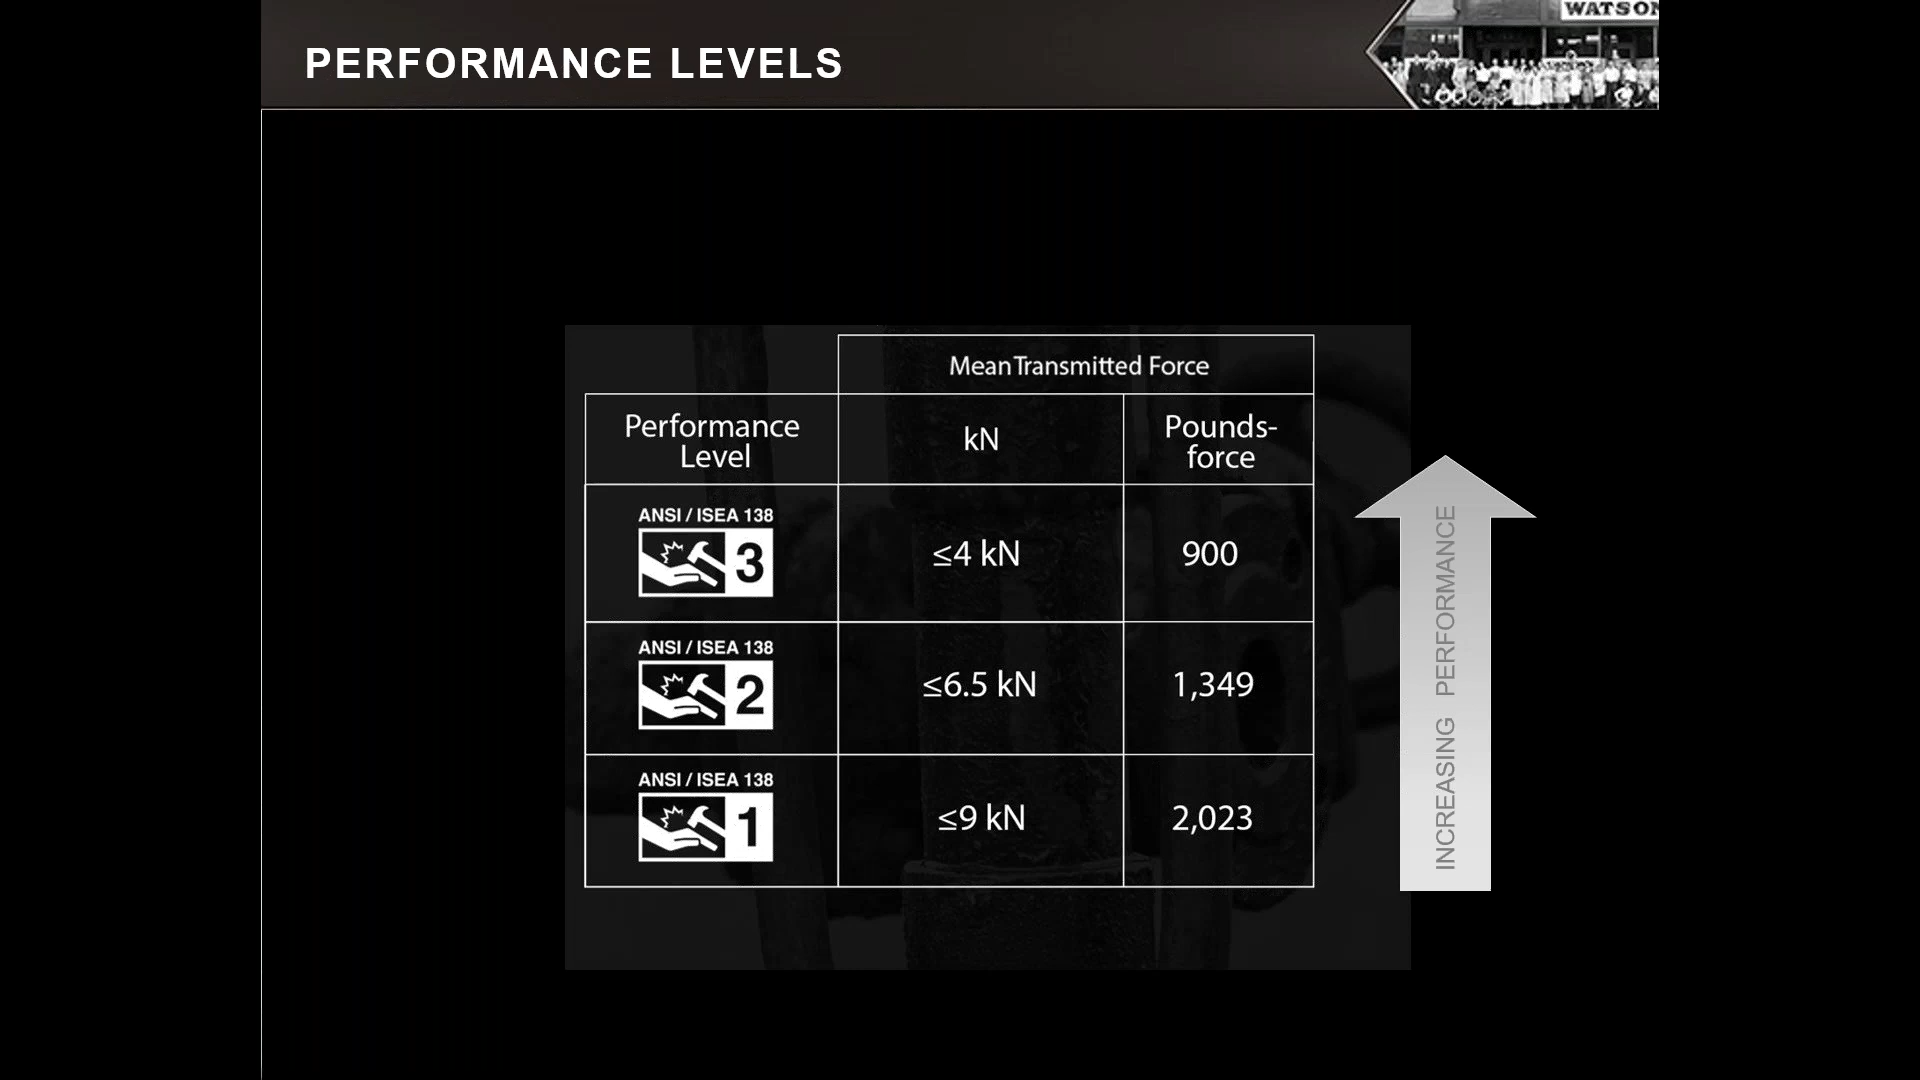 PERFORMANCE LEVELS
WATSON
Mean Transmitted Force
Performance
Level
kN
Pounds-
force
ANSI / ISEA 138
3
≤4 kN
900
ANSI / ISEA 138
2
≤6.5 kN
1,349
ANSI / ISEA 138
1
≤9 kN
2,023
INCREASING PERFORMANCE